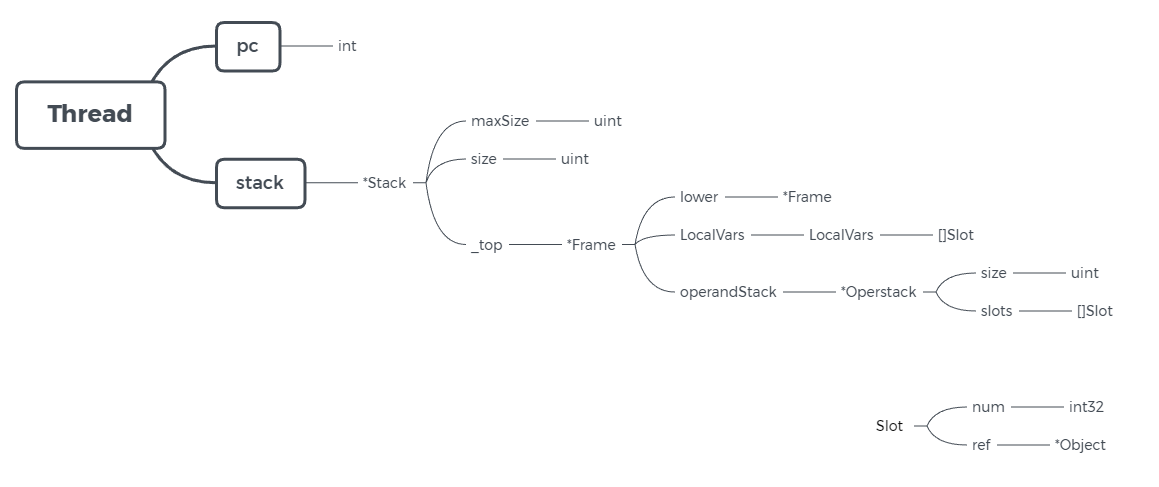 pc int
Thread
maxSize uint
size uint
stack *Stack
lower *Frame
LocalVars LocalVars []Slot
_top *Frame
size uint
operandStack *Operstack
slots []Slot
num int32
Slot
ref *Object